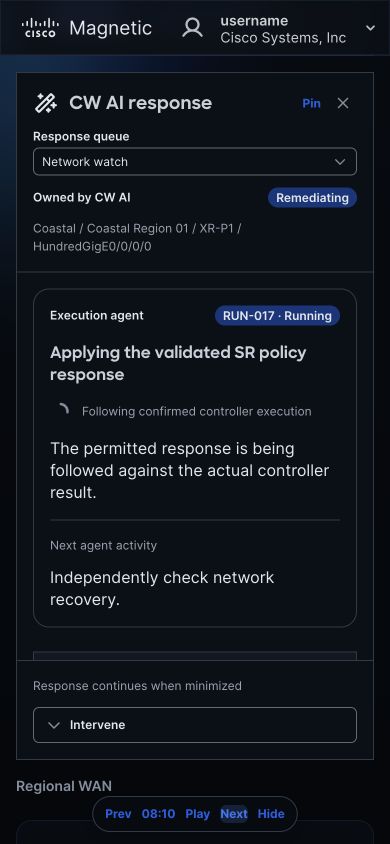 CISCO
Magnetic
username
Cisco Systems, Inc
CW AI response
Pin
Response queue
Network watch
Owned by CW AI
Remediating
Coastal / Coastal Region 01 / XR-P1 /
HundredGigE0/0/0/0
Execution agent
RUN-017 · Running
Applying the validated SR policy
response
Following confirmed controller execution
The permitted response is being
followed against the actual controller
result.
Next agent activity
Independently check network
recovery.
Response continues when minimized
Intervene
Regional WAN
Prev 08:10 Play Next Hide